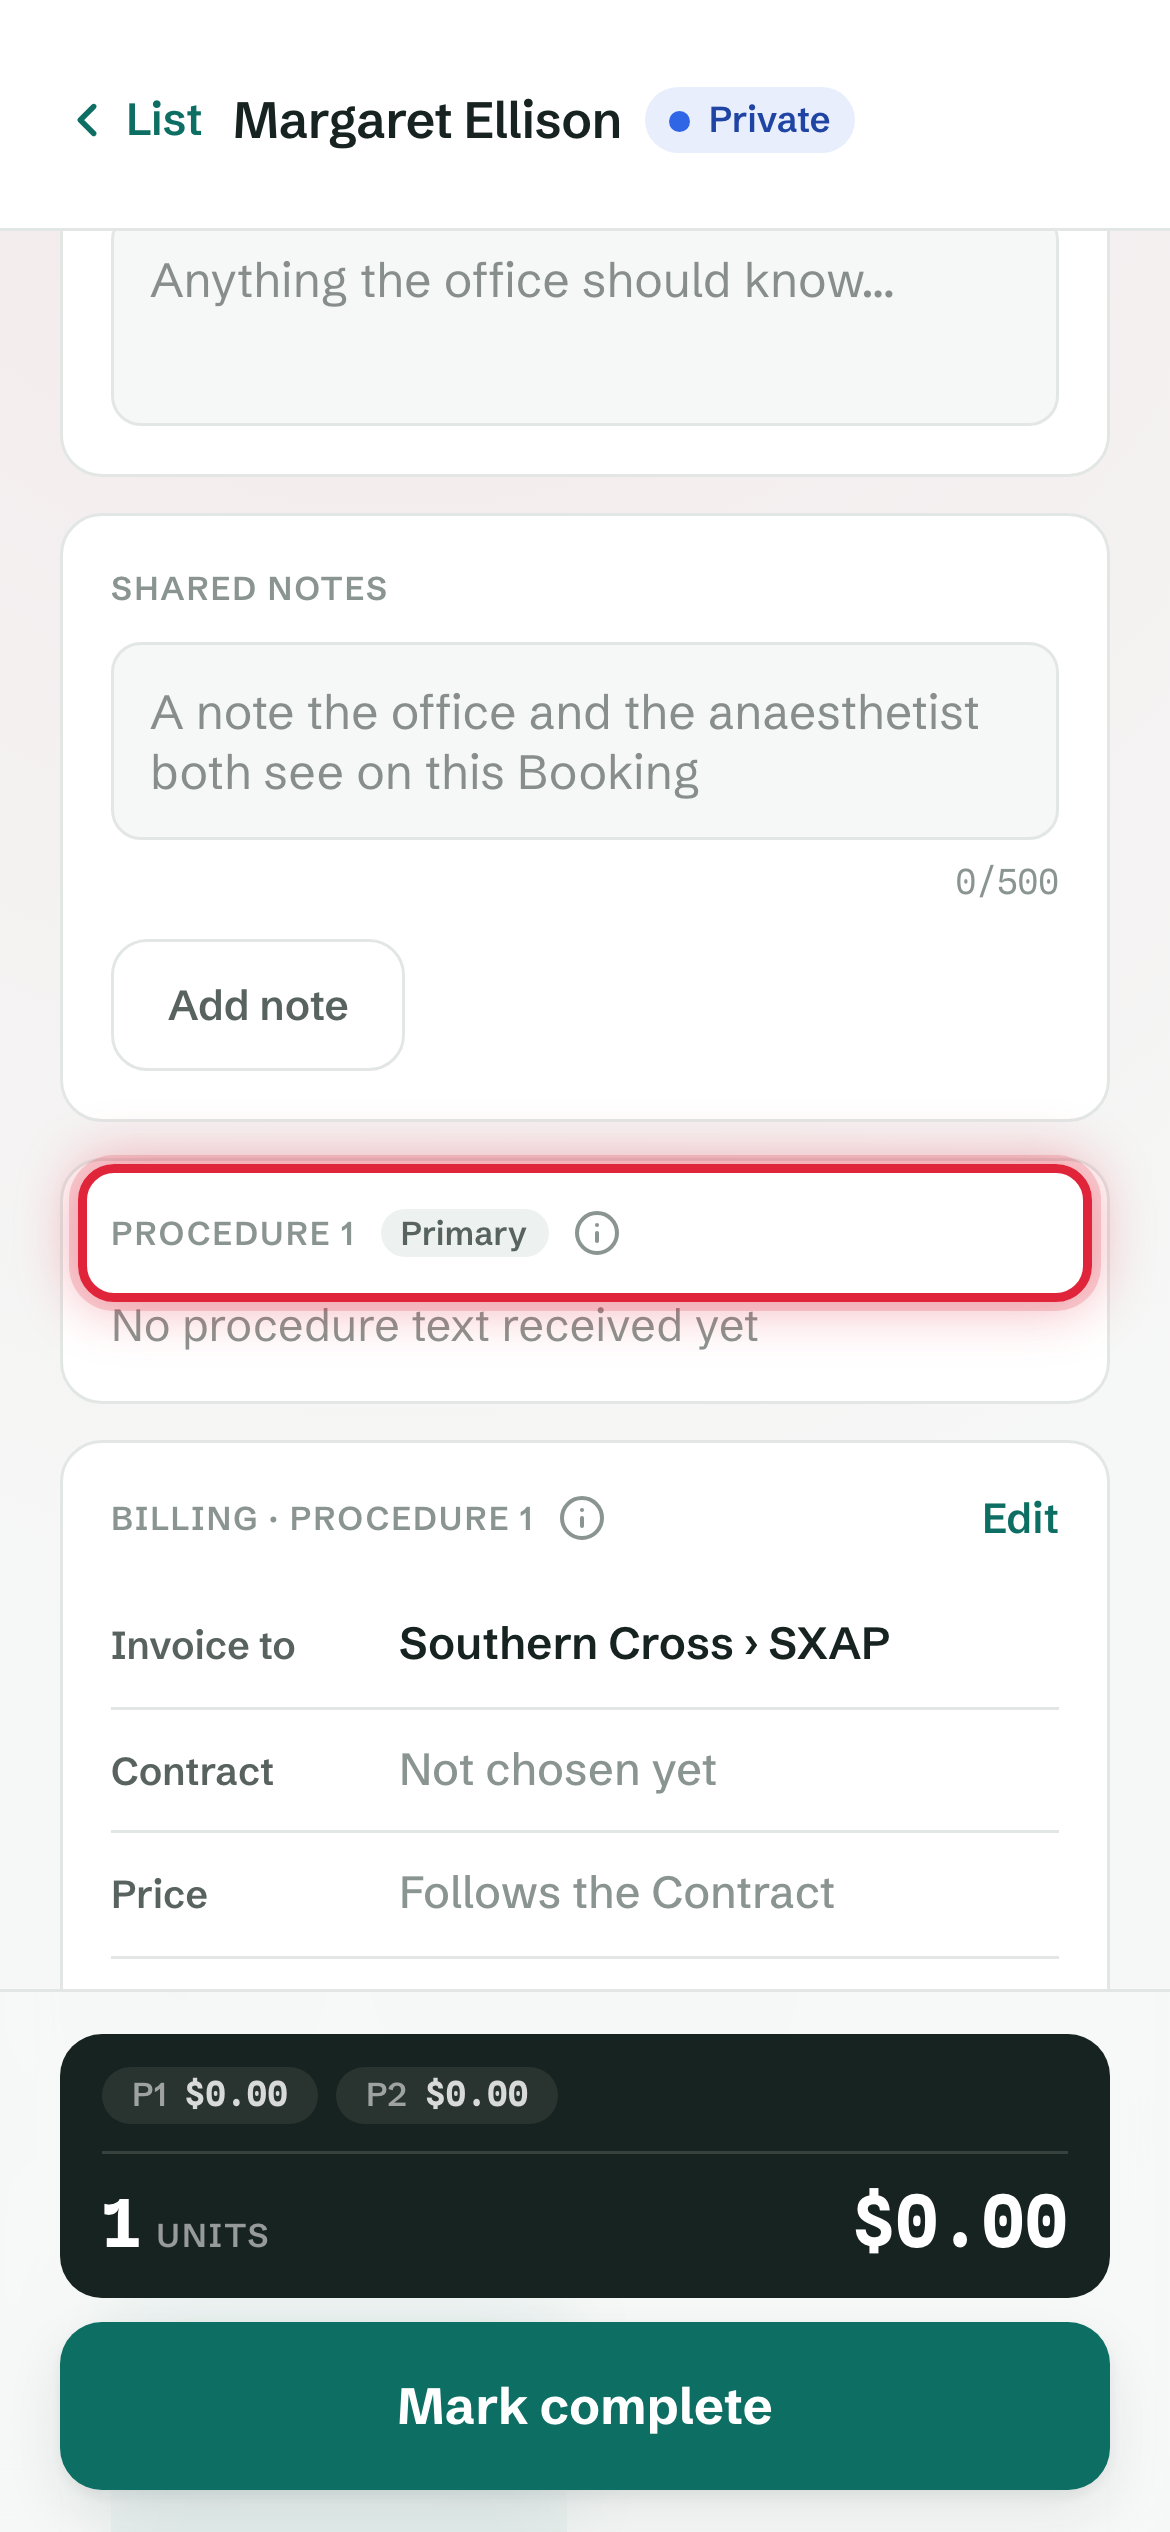 List Margaret Ellison Private
Anything the office should know...
SHARED NOTES
A note the office and the anaesthetist
both see on this Booking
0/500
Add note
PROCEDURE 1 Primary
No procedure text received yet
BILLING · PROCEDURE 1 Edit
Invoice to Southern Cross › SXAP
Contract Not chosen yet
Price Follows the Contract
P1 $0.00 P2 $0.00
1 UNITS $0.00
Mark complete